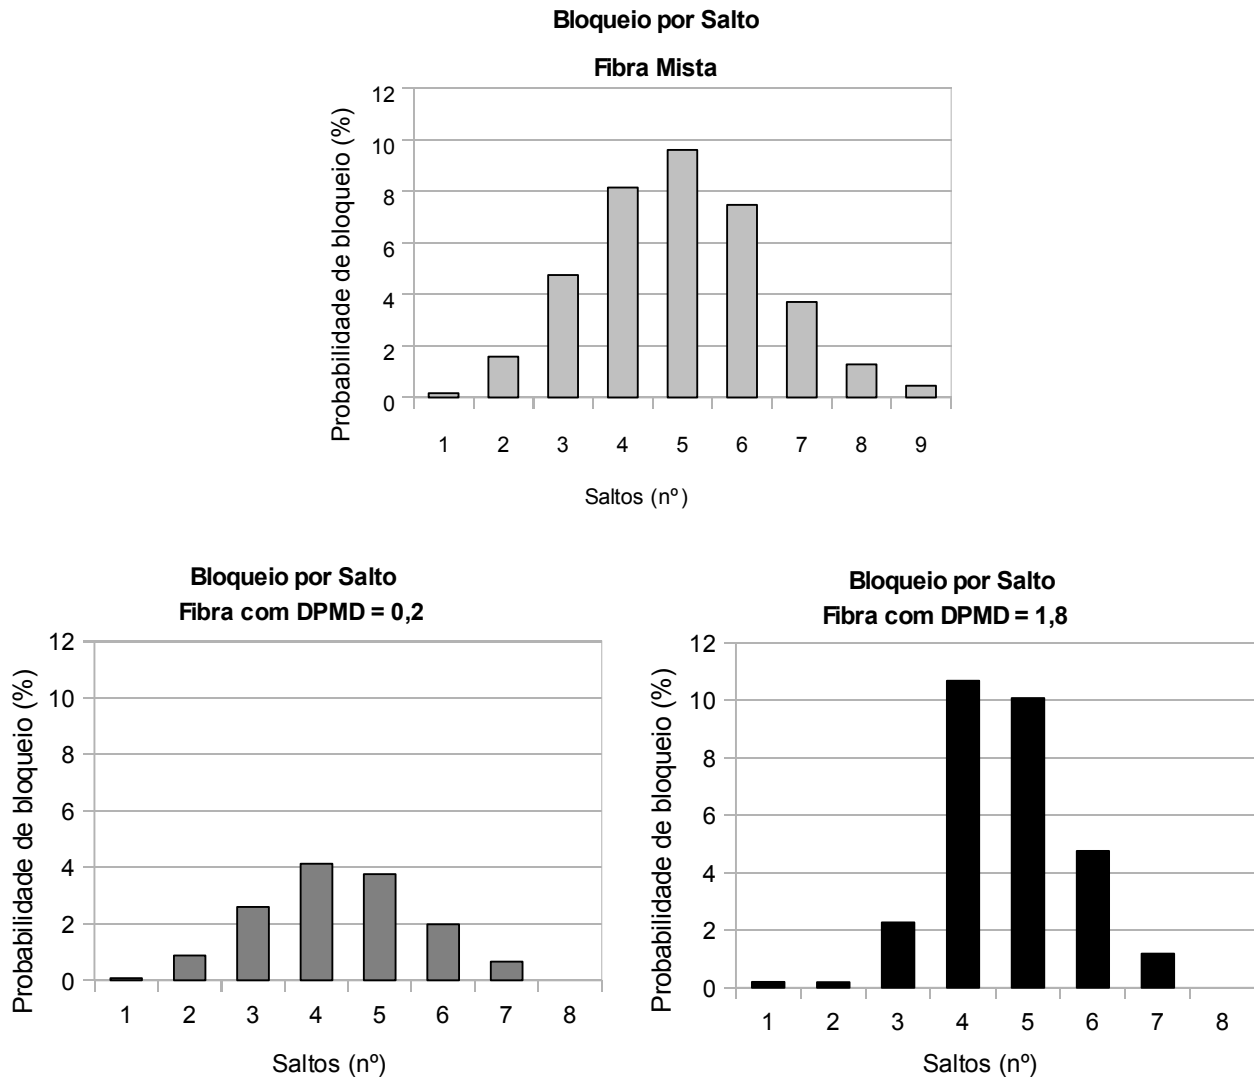 Bloqueio por Salto
Fibra Mista
Probabilidade de bloqueio (%)
12
10
8
6
4
2
0
1 2 3 4 5 6 7 8 9
Saltos (nº)
Bloqueio por Salto
Fibra com DPMD = 0,2
Probabilidade de bloqueio (%)
12
10
8
6
4
2
0
1 2 3 4 5 6 7 8
Saltos (nº)
Bloqueio por Salto
Fibra com DPMD = 1,8
Probabilidade de bloqueio (%)
12
10
8
6
4
2
0
1 2 3 4 5 6 7 8
Saltos (nº)